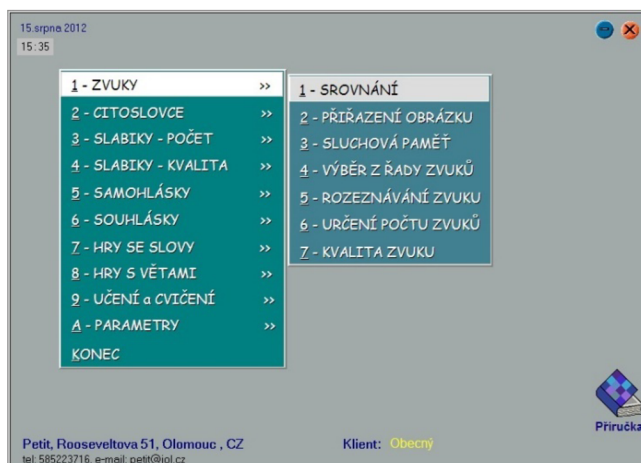 15.srpna 2012
15:35
1 - ZVUKY >>
2 - CITOSLOVCE >>
3 - SLABIKY - POČET >>
4 - SLABIKY - KVALITA >>
5 - SAMOHLÁSKY >>
6 - SOUHLÁSKY >>
7 - HRY SE SLOVY >>
8 - HRY S VĚTAMI >>
9 - UČENÍ a CVIČENÍ >>
A - PARAMETRY >>
KONEC
1 - SROVNÁNÍ
2 - PŘIŘAZENÍ OBRÁZKU
3 - SLUCHOVÁ PAMĚŤ
4 - VÝBĚR Z ŘADY ZVUKŮ
5 - ROZEZNÁVÁNÍ ZVUKU
6 - URČENÍ POČTU ZVUKŮ
7 - KVALITA ZVUKU
Příručka
Petit, Rooseveltova 51, Olomouc , CZ
Klient: Obecný
tel: 585223716, e-mail: petit@iol.cz